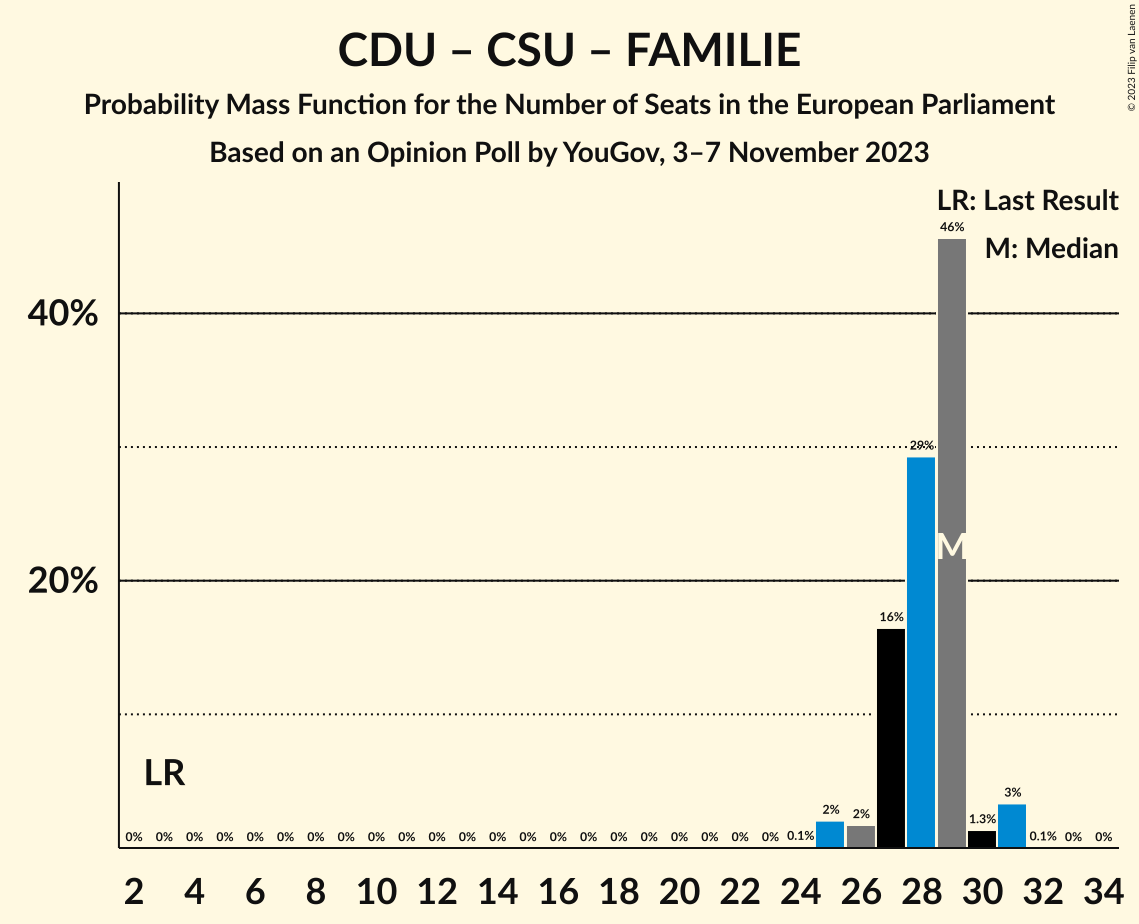 CDU – CSU – FAMILIE
Probability Mass Function for the Number of Seats in the European Parliament
Based on an Opinion Poll by YouGov, 3–7 November 2023
© 2023 Filip van Laenen
LR: Last Result
M: Median
46%
40%
29%
M
20%
16%
LR
0% 0% 0% 0% 0% 0% 0% 0% 0% 0% 0% 0% 0% 0% 0% 0% 0% 0% 0% 0% 0% 0% 0.1% 2% 2% 1.3% 3% 0.1% 0% 0%
2 4 6 8 10 12 14 16 18 20 22 24 26 28 30 32 34